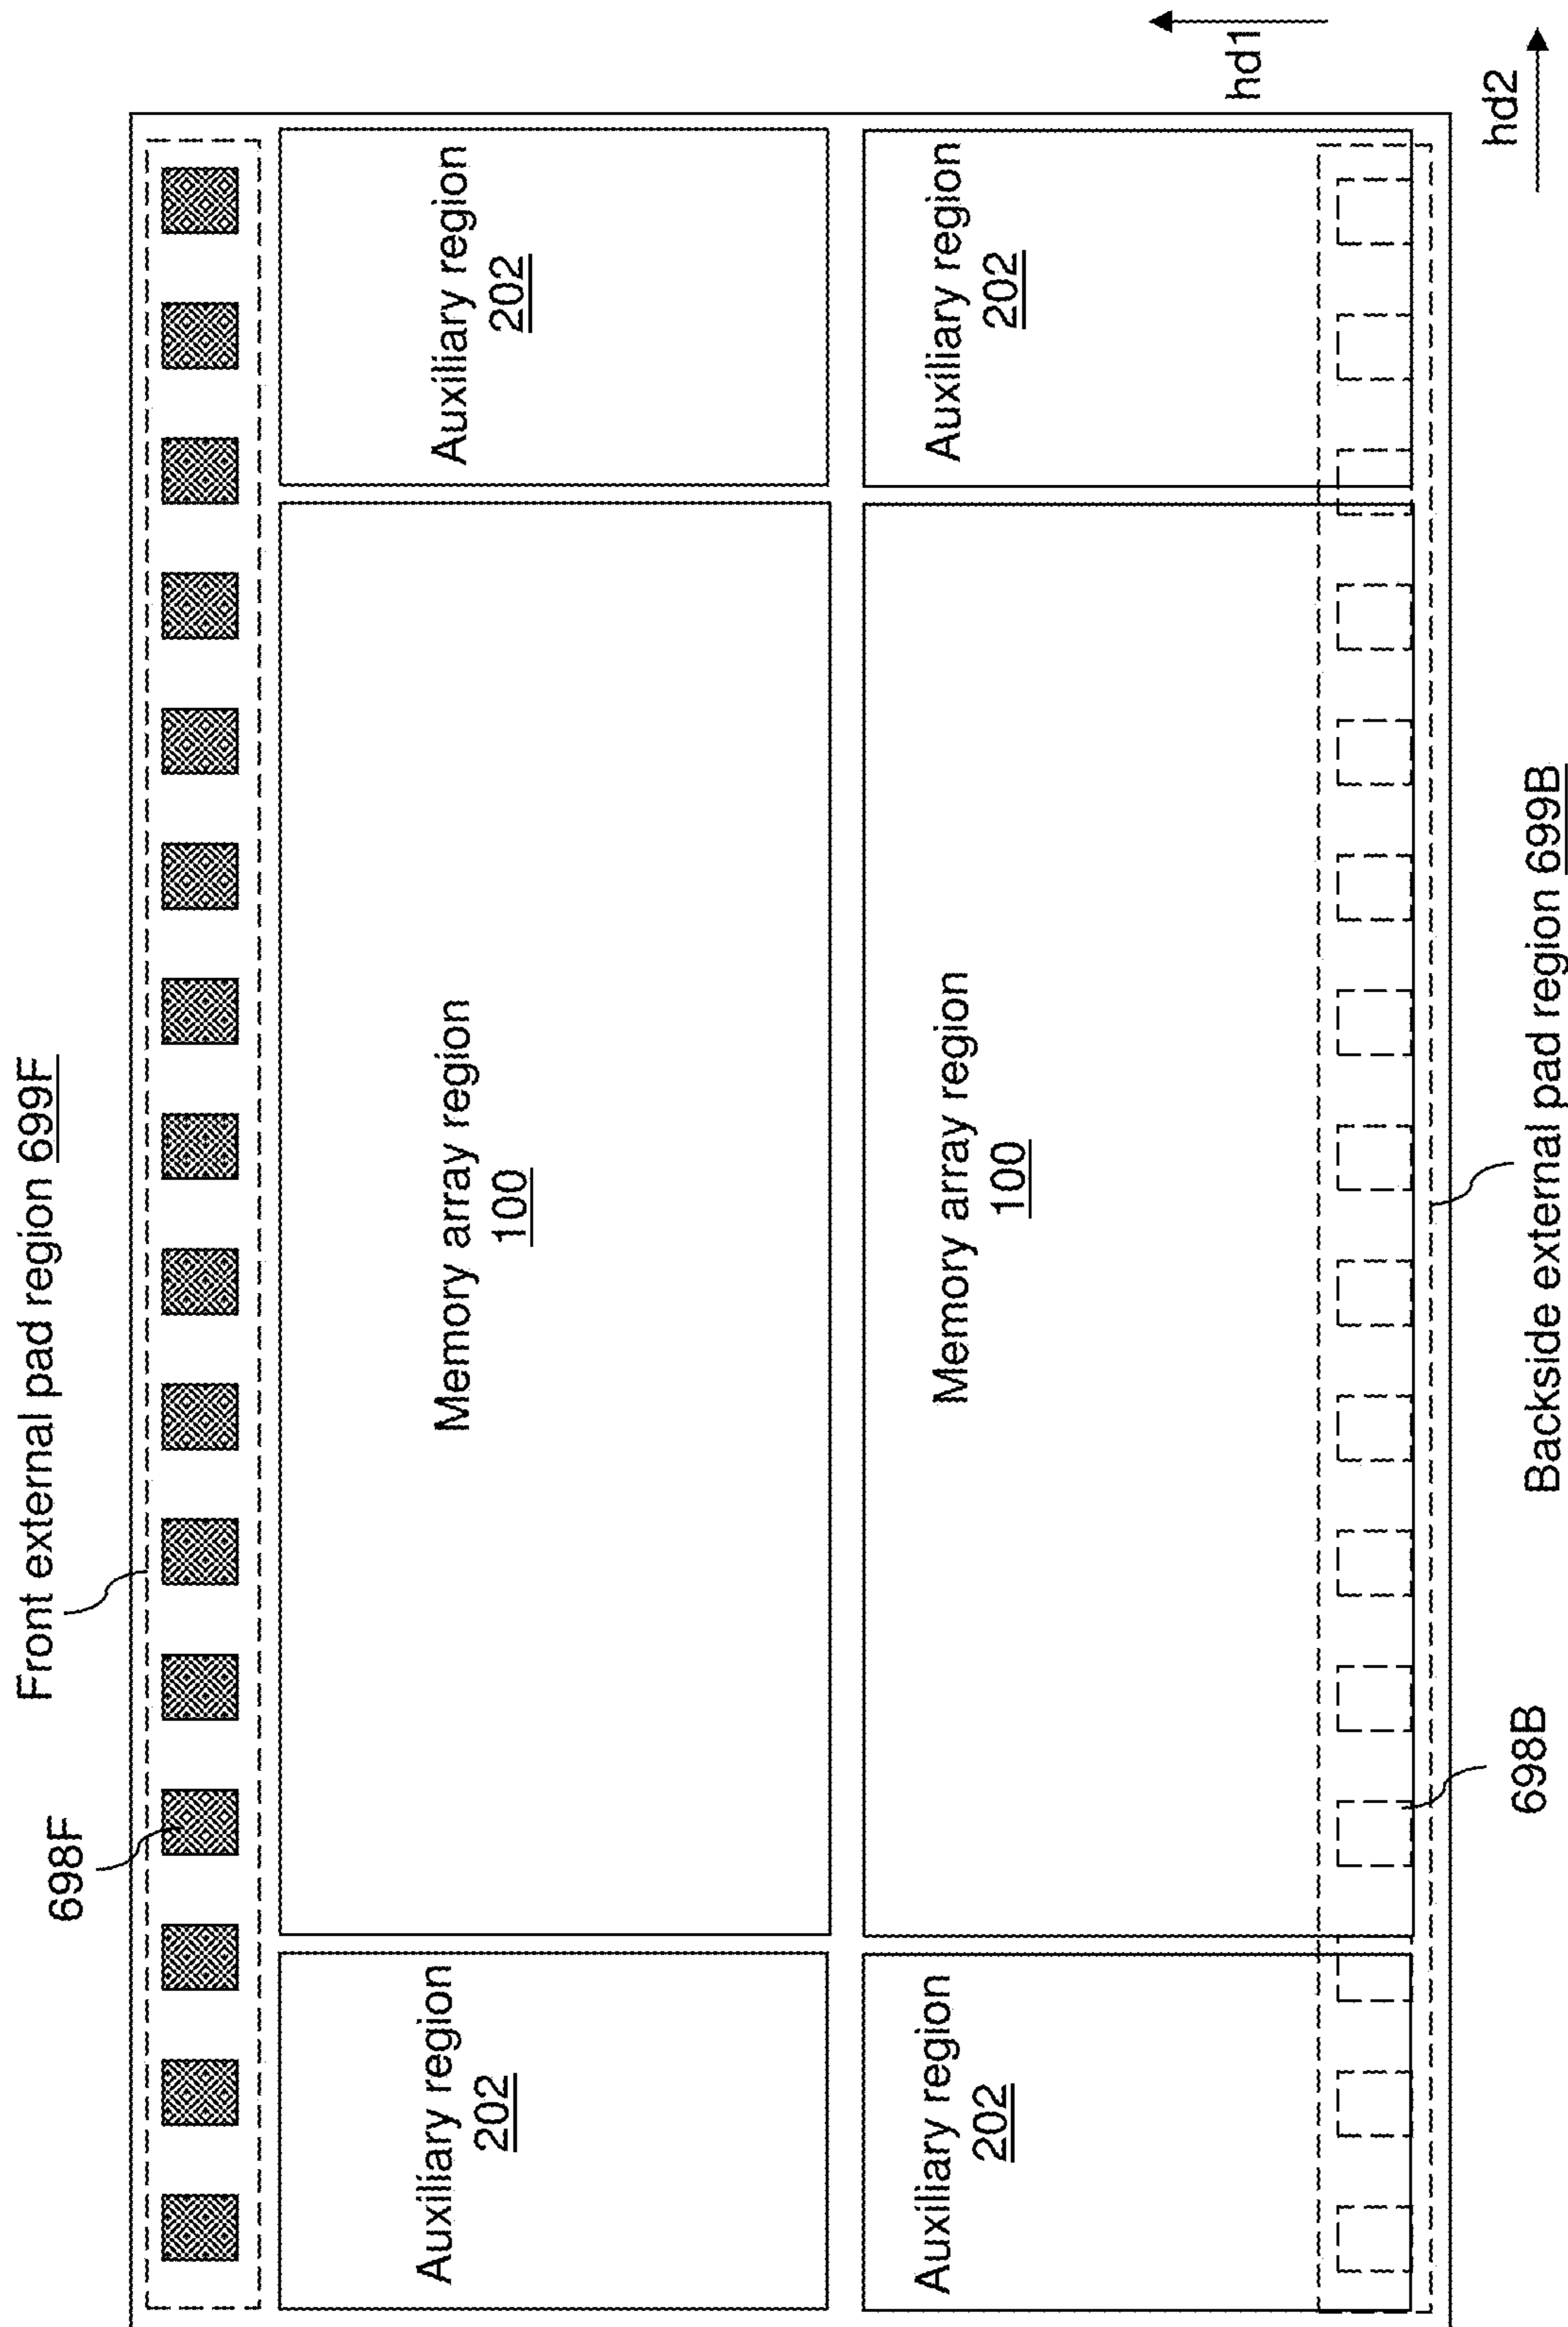 Front external pad region 699F
698F
Auxiliary region
202
Memory array region
100
Auxiliary region
202
Auxiliary region
202
Memory array region
100
Auxiliary region
202
hd1
hd2
698B
Backside external pad region 699B